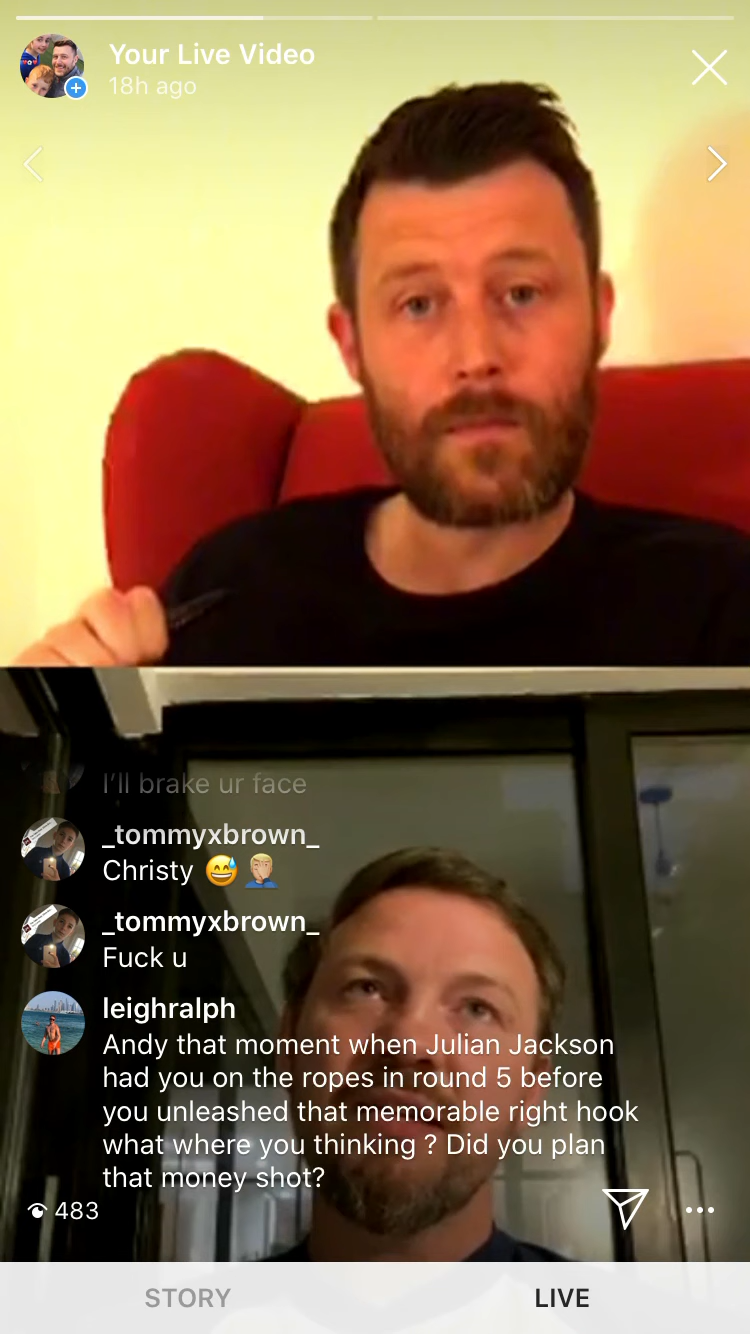 Your Live Video
18h ago
I'll brake ur face
_tommyxbrown_
Christy 😅🤦🏼‍♂️
_tommyxbrown_
Fuck u
leighralph
Andy that moment when Julian Jackson
had you on the ropes in round 5 before
you unleashed that memorable right hook
what where you thinking ? Did you plan
that money shot?
483
STORY
LIVE